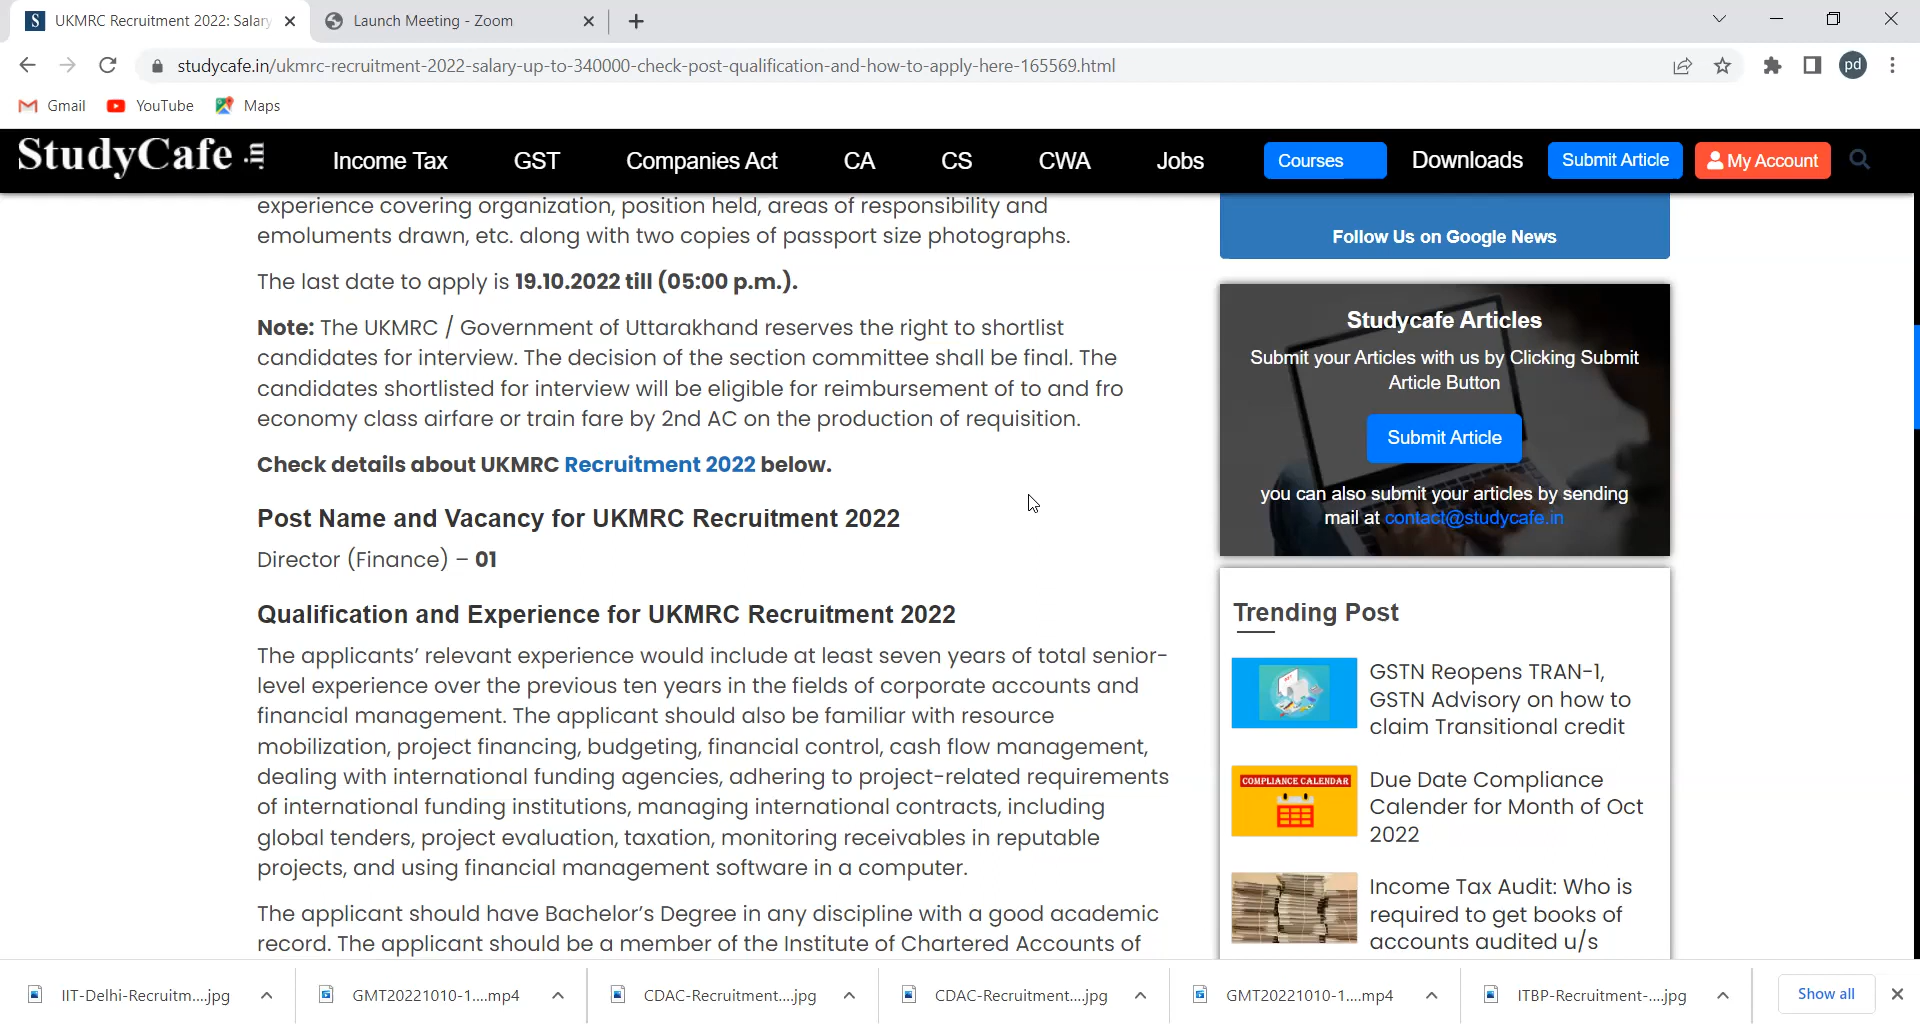 UKMRC Recruitment 2022: Salary
Launch Meeting - Zoom
studycafe.in/ukmrc-recruitment-2022-salary-up-to-340000-check-post-qualification-and-how-to-apply-here-165569.html
pd
Gmail
YouTube
Maps
StudyCafe .in
Income Tax
GST
Companies Act
CA
CS
CWA
Jobs
Courses
Downloads
Submit Article
My Account
experience covering organization, position held, areas of responsibility and
emoluments drawn, etc. along with two copies of passport size photographs.
The last date to apply is 19.10.2022 till (05:00 p.m.).
Note: The UKMRC / Government of Uttarakhand reserves the right to shortlist
candidates for interview. The decision of the section committee shall be final. The
candidates shortlisted for interview will be eligible for reimbursement of to and fro
economy class airfare or train fare by 2nd AC on the production of requisition.
Check details about UKMRC Recruitment 2022 below.
Post Name and Vacancy for UKMRC Recruitment 2022
Director (Finance) – 01
Qualification and Experience for UKMRC Recruitment 2022
The applicants’ relevant experience would include at least seven years of total senior-
level experience over the previous ten years in the fields of corporate accounts and
financial management. The applicant should also be familiar with resource
mobilization, project financing, budgeting, financial control, cash flow management,
dealing with international funding agencies, adhering to project-related requirements
of international funding institutions, managing international contracts, including
global tenders, project evaluation, taxation, monitoring receivables in reputable
projects, and using financial management software in a computer.
The applicant should have Bachelor’s Degree in any discipline with a good academic
record. The applicant should be a member of the Institute of Chartered Accounts of
Follow Us on Google News
Studycafe Articles
Submit your Articles with us by Clicking Submit
Article Button
Submit Article
you can also submit your articles by sending
mail at contact@studycafe.in
Trending Post
GSTN Reopens TRAN-1,
GSTN Advisory on how to
claim Transitional credit
COMPLIANCE CALENDAR
Due Date Compliance
Calender for Month of Oct
2022
Income Tax Audit: Who is
required to get books of
accounts audited u/s
IIT-Delhi-Recruitm....jpg
GMT20221010-1....mp4
CDAC-Recruitment....jpg
CDAC-Recruitment....jpg
GMT20221010-1....mp4
ITBP-Recruitment-....jpg
Show all